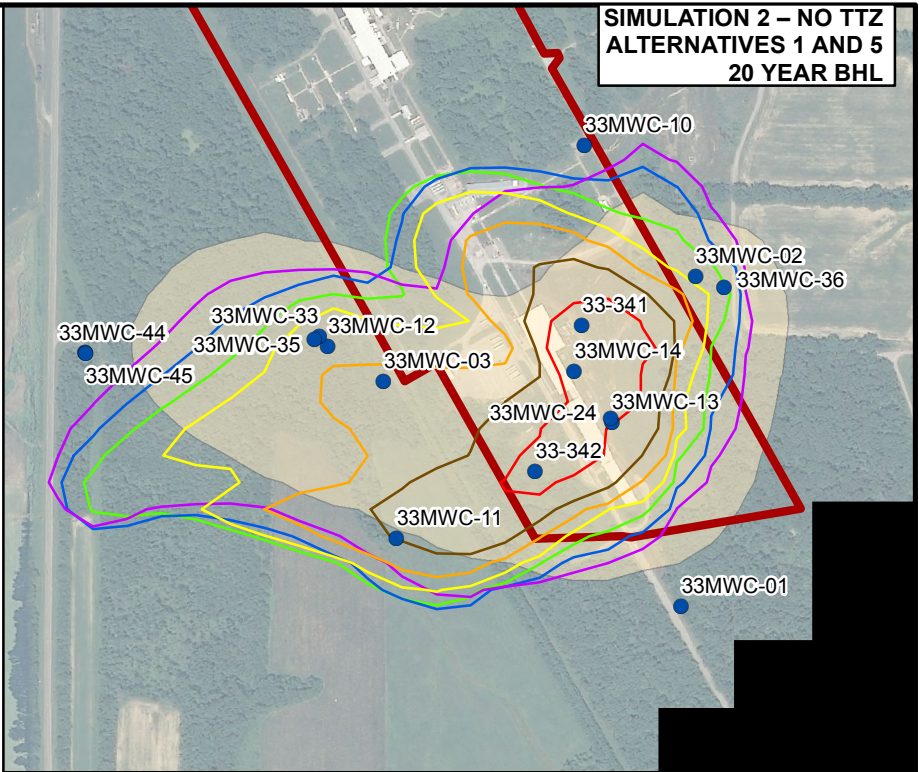 SIMULATION 2 – NO TTZ
ALTERNATIVES 1 AND 5
20 YEAR BHL
33MWC-10
33MWC-02
33MWC-36
33-341
33MWC-33
33MWC-12
33MWC-44
33MWC-35
33MWC-14
33MWC-45
33MWC-03
33MWC-13
33MWC-24
33-342
33MWC-11
33MWC-01